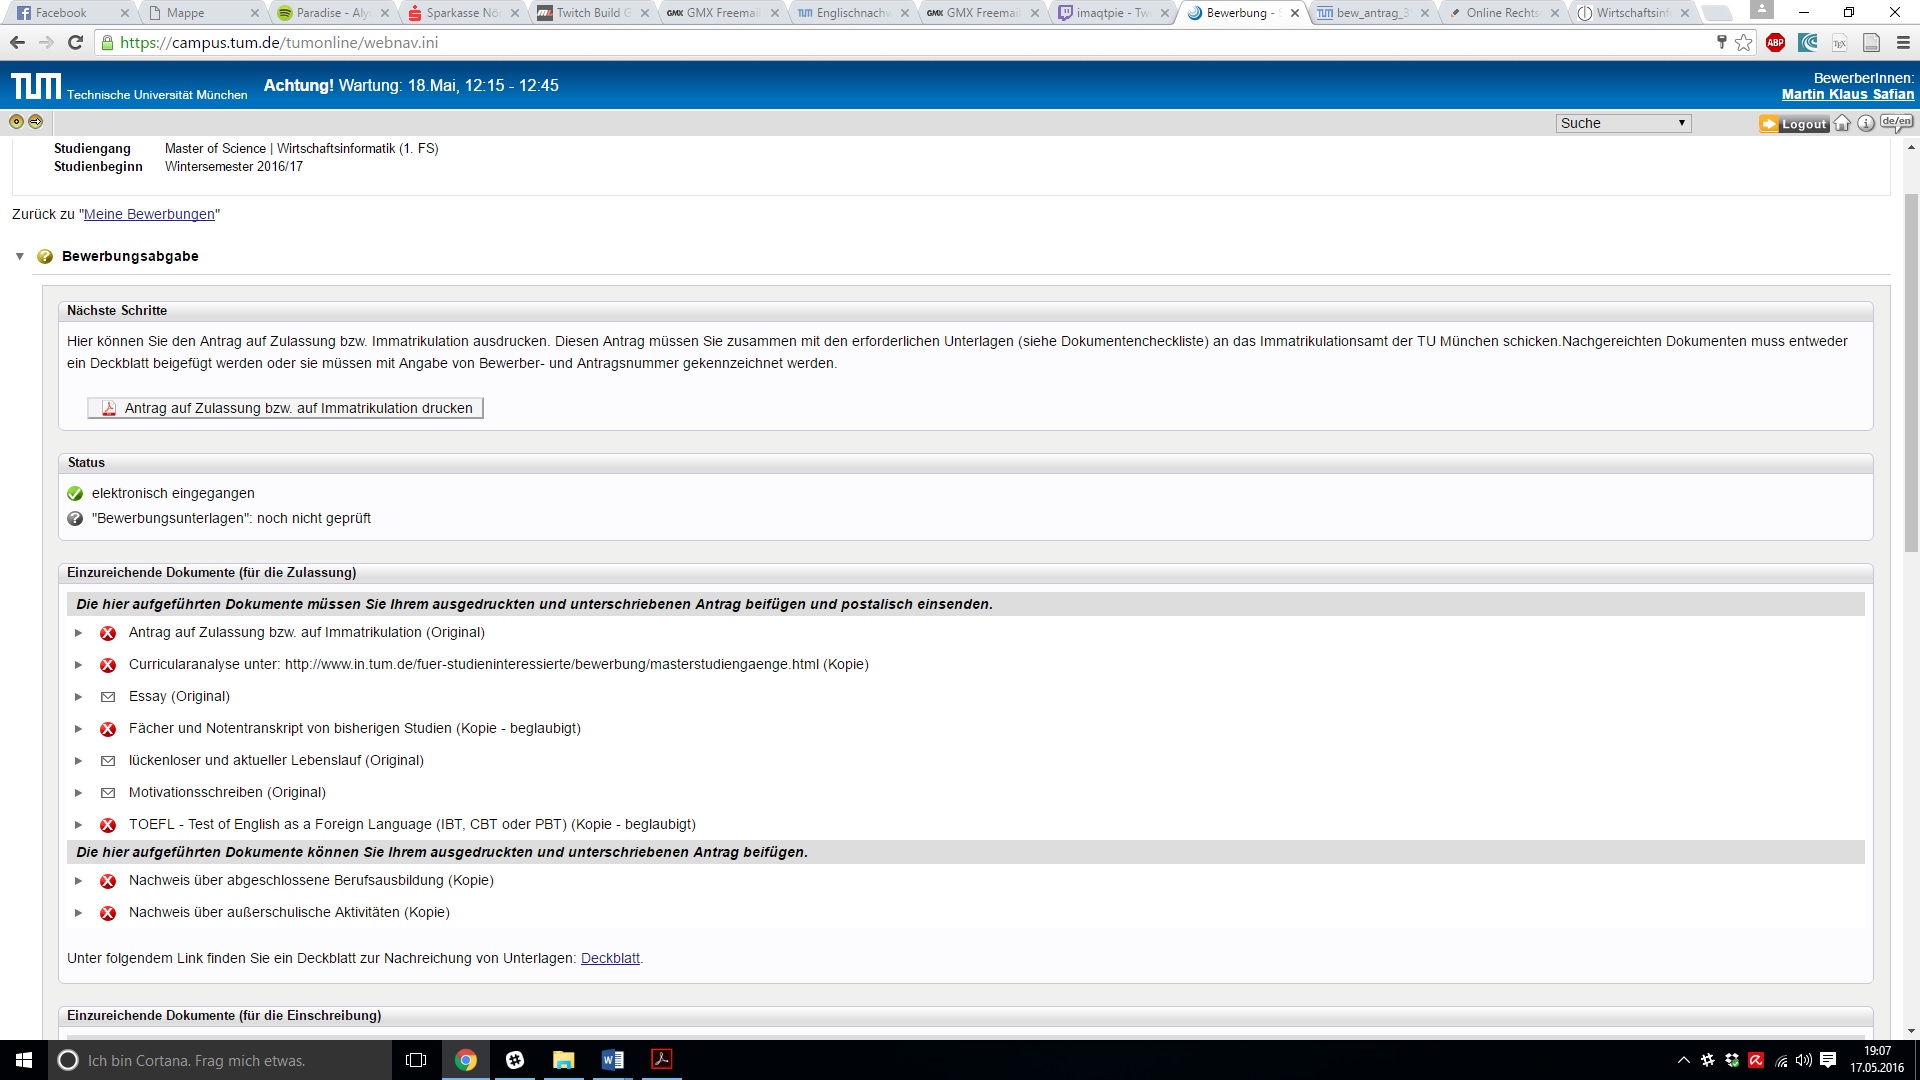 Facebook
Mappe
Paradise - Aly
Sparkasse Nör
Twitch Build G
GMX Freemail
Englischnachw
GMX Freemail
imaqtpie - Tw
Bewerbung - S
bew_antrag_3
Online Rechts
Wirtschaftsinf
https://campus.tum.de/tumonline/webnav.ini
ABP
TUM Technische Universität München
Achtung! Wartung: 18.Mai, 12:15 - 12:45
BewerberInnen:
Martin Klaus Safian
Suche
Logout
de/en
Studiengang Master of Science | Wirtschaftsinformatik (1. FS)
Studienbeginn Wintersemester 2016/17
Zurück zu "Meine Bewerbungen"
Bewerbungsabgabe
Nächste Schritte
Hier können Sie den Antrag auf Zulassung bzw. Immatrikulation ausdrucken. Diesen Antrag müssen Sie zusammen mit den erforderlichen Unterlagen (siehe Dokumentencheckliste) an das Immatrikulationsamt der TU München schicken.Nachgereichten Dokumenten muss entweder
ein Deckblatt beigefügt werden oder sie müssen mit Angabe von Bewerber- und Antragsnummer gekennzeichnet werden.
Antrag auf Zulassung bzw. auf Immatrikulation drucken
Status
elektronisch eingegangen
"Bewerbungsunterlagen": noch nicht geprüft
Einzureichende Dokumente (für die Zulassung)
Die hier aufgeführten Dokumente müssen Sie Ihrem ausgedruckten und unterschriebenen Antrag beifügen und postalisch einsenden.
Antrag auf Zulassung bzw. auf Immatrikulation (Original)
Curricularanalyse unter: http://www.in.tum.de/fuer-studieninteressierte/bewerbung/masterstudiengaenge.html (Kopie)
Essay (Original)
Fächer und Notentranskript von bisherigen Studien (Kopie - beglaubigt)
lückenloser und aktueller Lebenslauf (Original)
Motivationsschreiben (Original)
TOEFL - Test of English as a Foreign Language (IBT, CBT oder PBT) (Kopie - beglaubigt)
Die hier aufgeführten Dokumente können Sie Ihrem ausgedruckten und unterschriebenen Antrag beifügen.
Nachweis über abgeschlossene Berufsausbildung (Kopie)
Nachweis über außerschulische Aktivitäten (Kopie)
Unter folgendem Link finden Sie ein Deckblatt zur Nachreichung von Unterlagen: Deckblatt.
Einzureichende Dokumente (für die Einschreibung)
Ich bin Cortana. Frag mich etwas.
19:07
17.05.2016